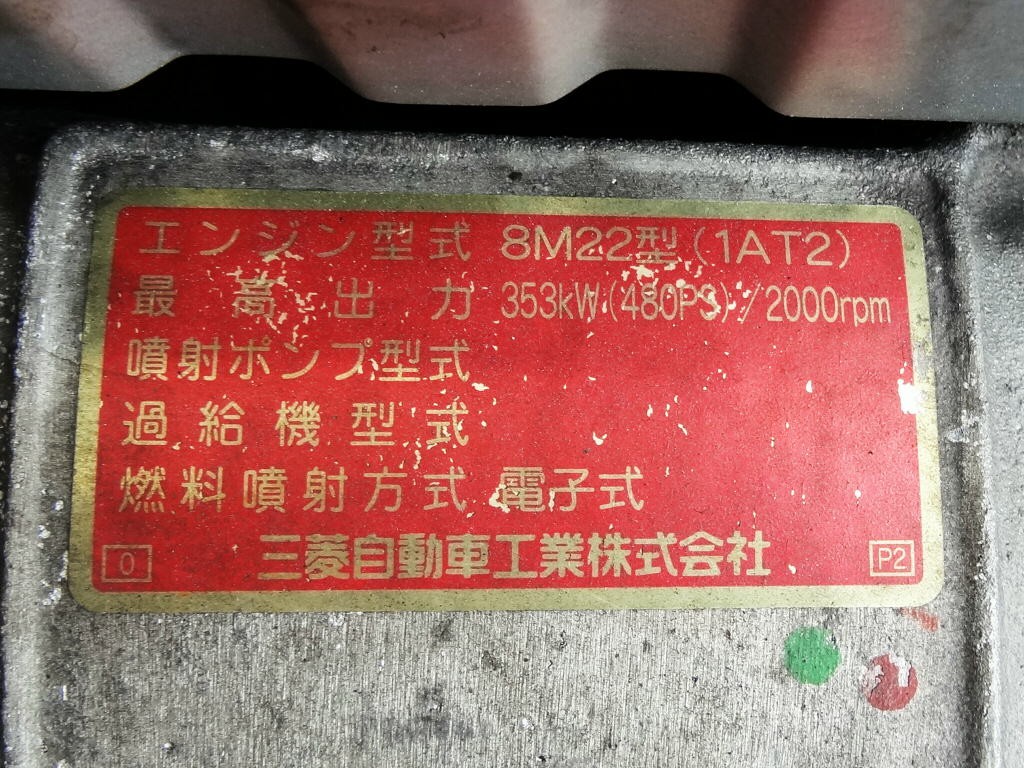 エンジン型式 8M22型(1AT2)
最高出力 353kW(480PS)/2000rpm
噴射ポンプ型式
過給機型式
燃料噴射方式 電子式
0 三菱自動車工業株式会社 P2